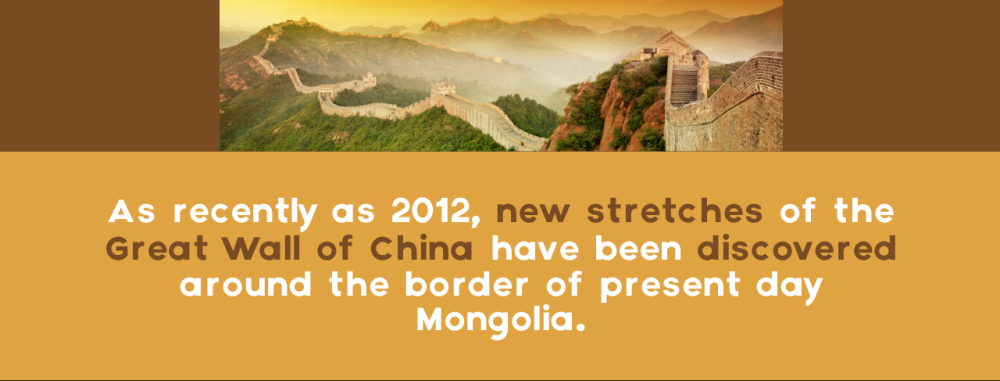 As recently as 2012, new stretches of the
Great Wall of China have been discovered
around the border of present day
Mongolia.